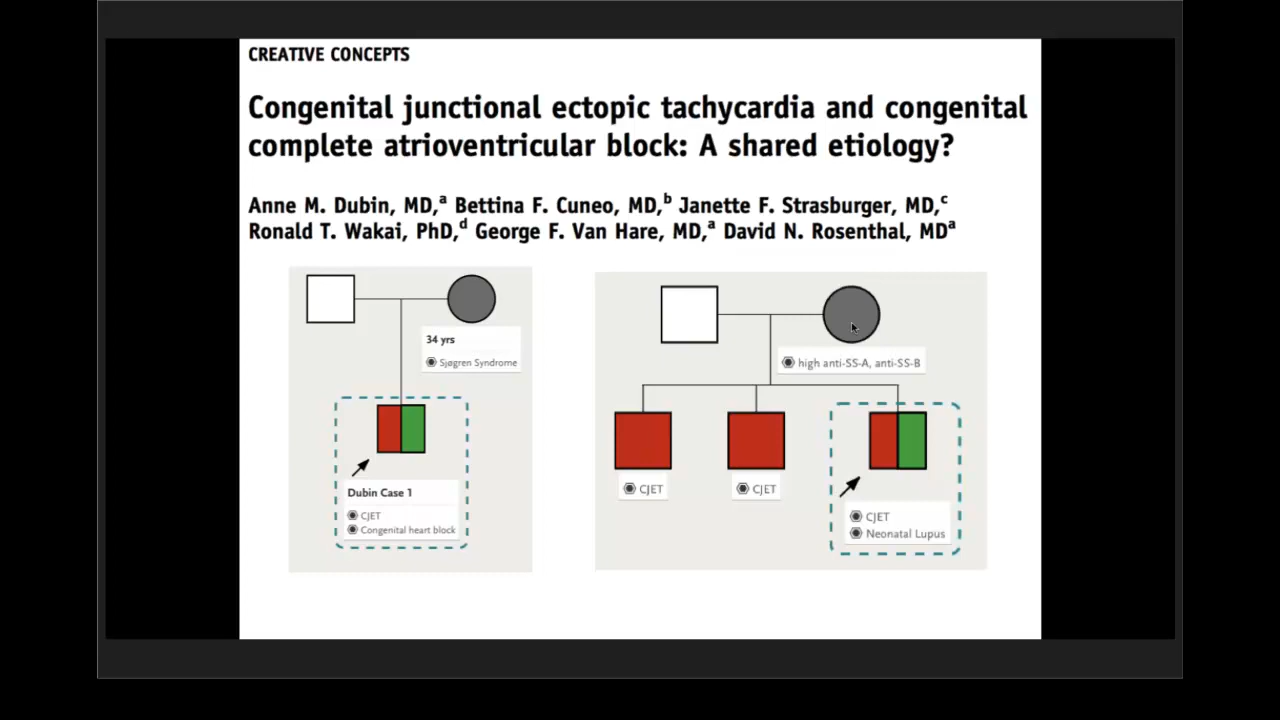 CREATIVE CONCEPTS
Congenital junctional ectopic tachycardia and congenital
complete atrioventricular block: A shared etiology?
Anne M. Dubin, MD,a Bettina F. Cuneo, MD,b Janette F. Strasburger, MD,c
Ronald T. Wakai, PhD,d George F. Van Hare, MD,a David N. Rosenthal, MDa
34 yrs
Sjøgren Syndrome
Dubin Case 1
CJET
Congenital heart block
high anti-SS-A, anti-SS-B
CJET
CJET
CJET
Neonatal Lupus